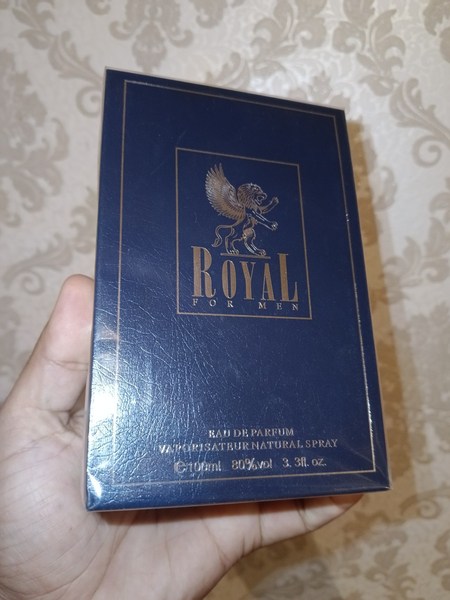 ROYAL
FOR MEN
EAU DE PARFUM
VAPORISATEUR NATURAL SPRAY
℮100ml 80%vol 3.3fl.oz.